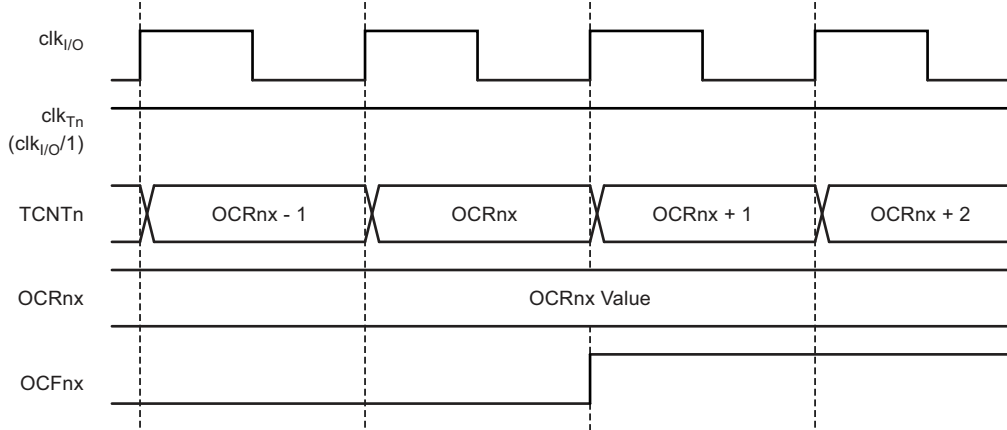 clkI/O
clkTn
(clkI/O/1)
TCNTn OCRnx - 1 OCRnx OCRnx + 1 OCRnx + 2
OCRnx OCRnx Value
OCFnx